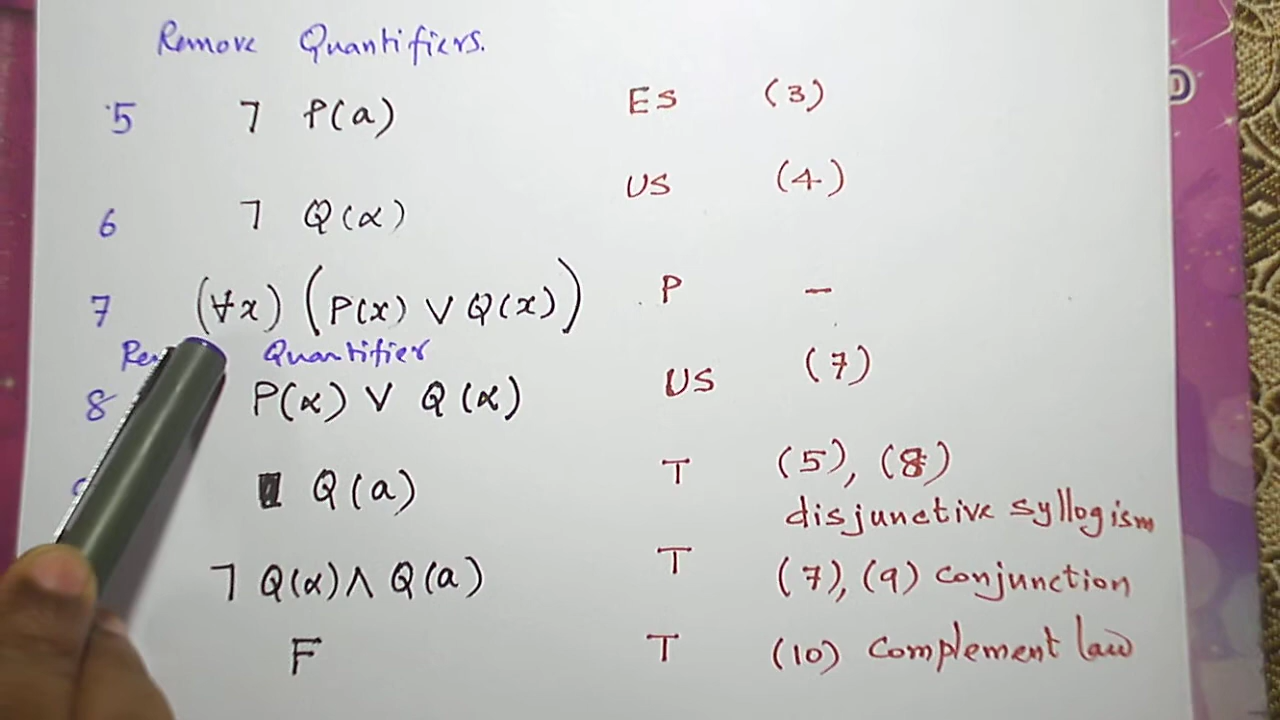 Remove Quantifiers.
5 ㄱ P(a) ES (3)
6 ㄱ Q(α) US (4)
7 (∀x) (P(x) ∨ Q(x)) P –
Quantifier
8 P(α) ∨ Q(α) US (7)
Q(a) T (5), (8)
disjunctive syllogism
ㄱ Q(α) ∧ Q(a) T (7), (9) conjunction
F T (10) Complement law